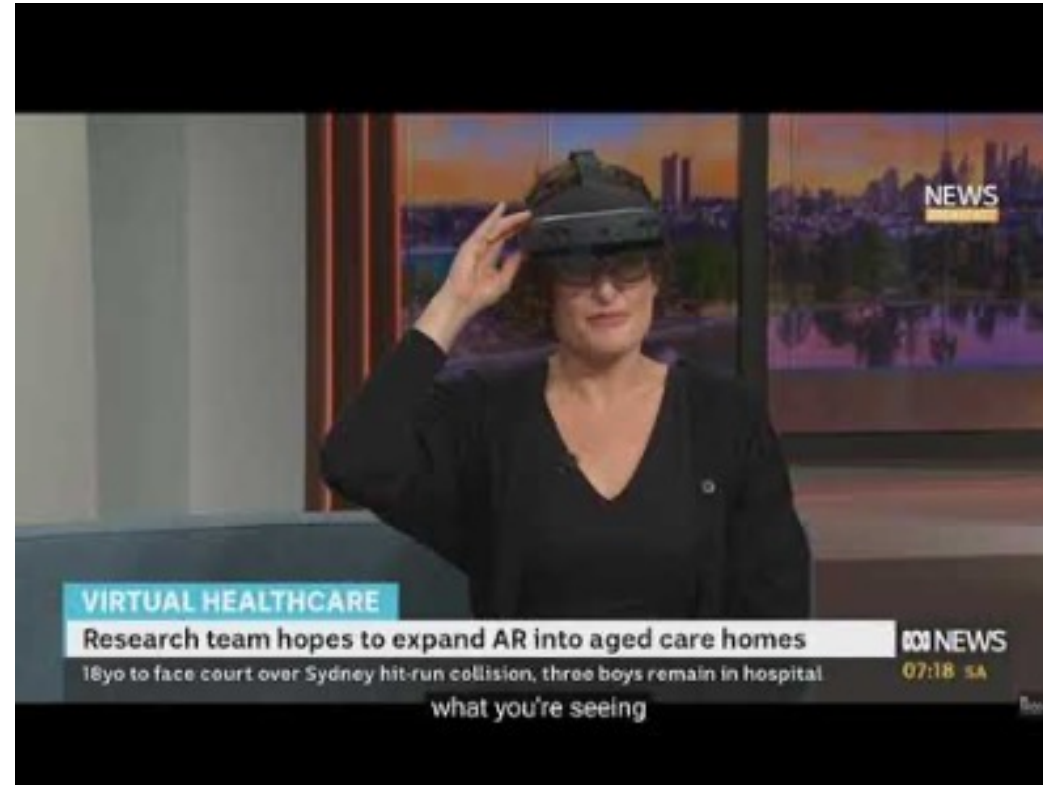 NEWS
VIRTUAL HEALTHCARE
Research team hopes to expand AR into aged care homes
NEWS
18yo to face court over Sydney hit-run collision, three boys remain in hospital
07:18 SA
what you're seeing